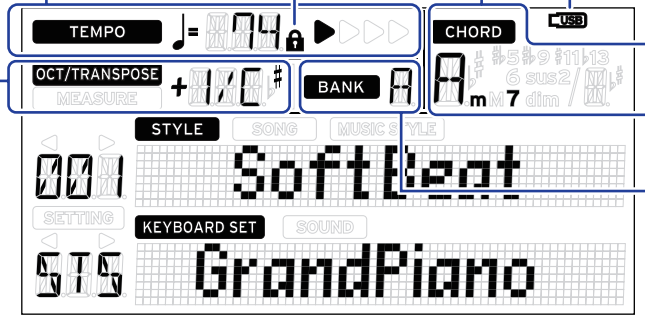 USB
TEMPO ♩= 74 CHORD
♯5♭9 ♯11♭13
6 sus2 /
A m M 7 dim
OCT/TRANSPOSE +1/C♯ BANK A
MEASURE
STYLE SONG MUSIC STYLE
001 SoftBeat
SETTING KEYBOARD SET SOUND
STS GrandPiano